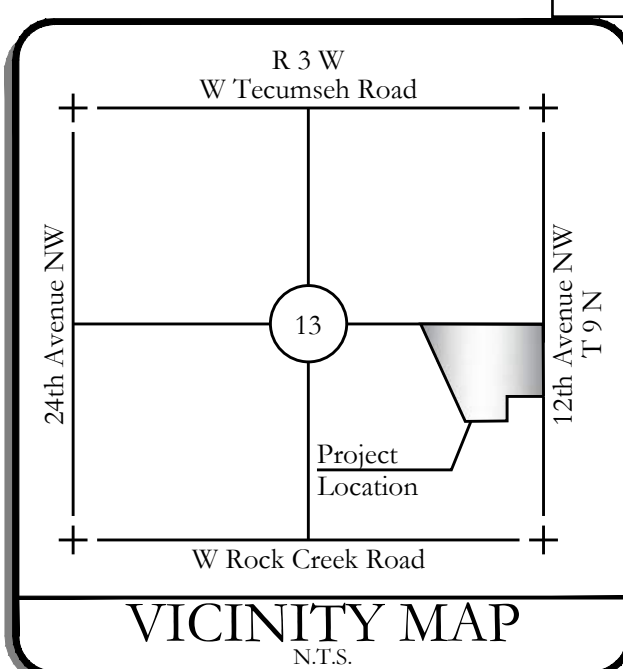 R 3 W
W Tecumseh Road
24th Avenue NW
13
12th Avenue NW
T 9 N
Project
Location
W Rock Creek Road
VICINITY MAP
N.T.S.